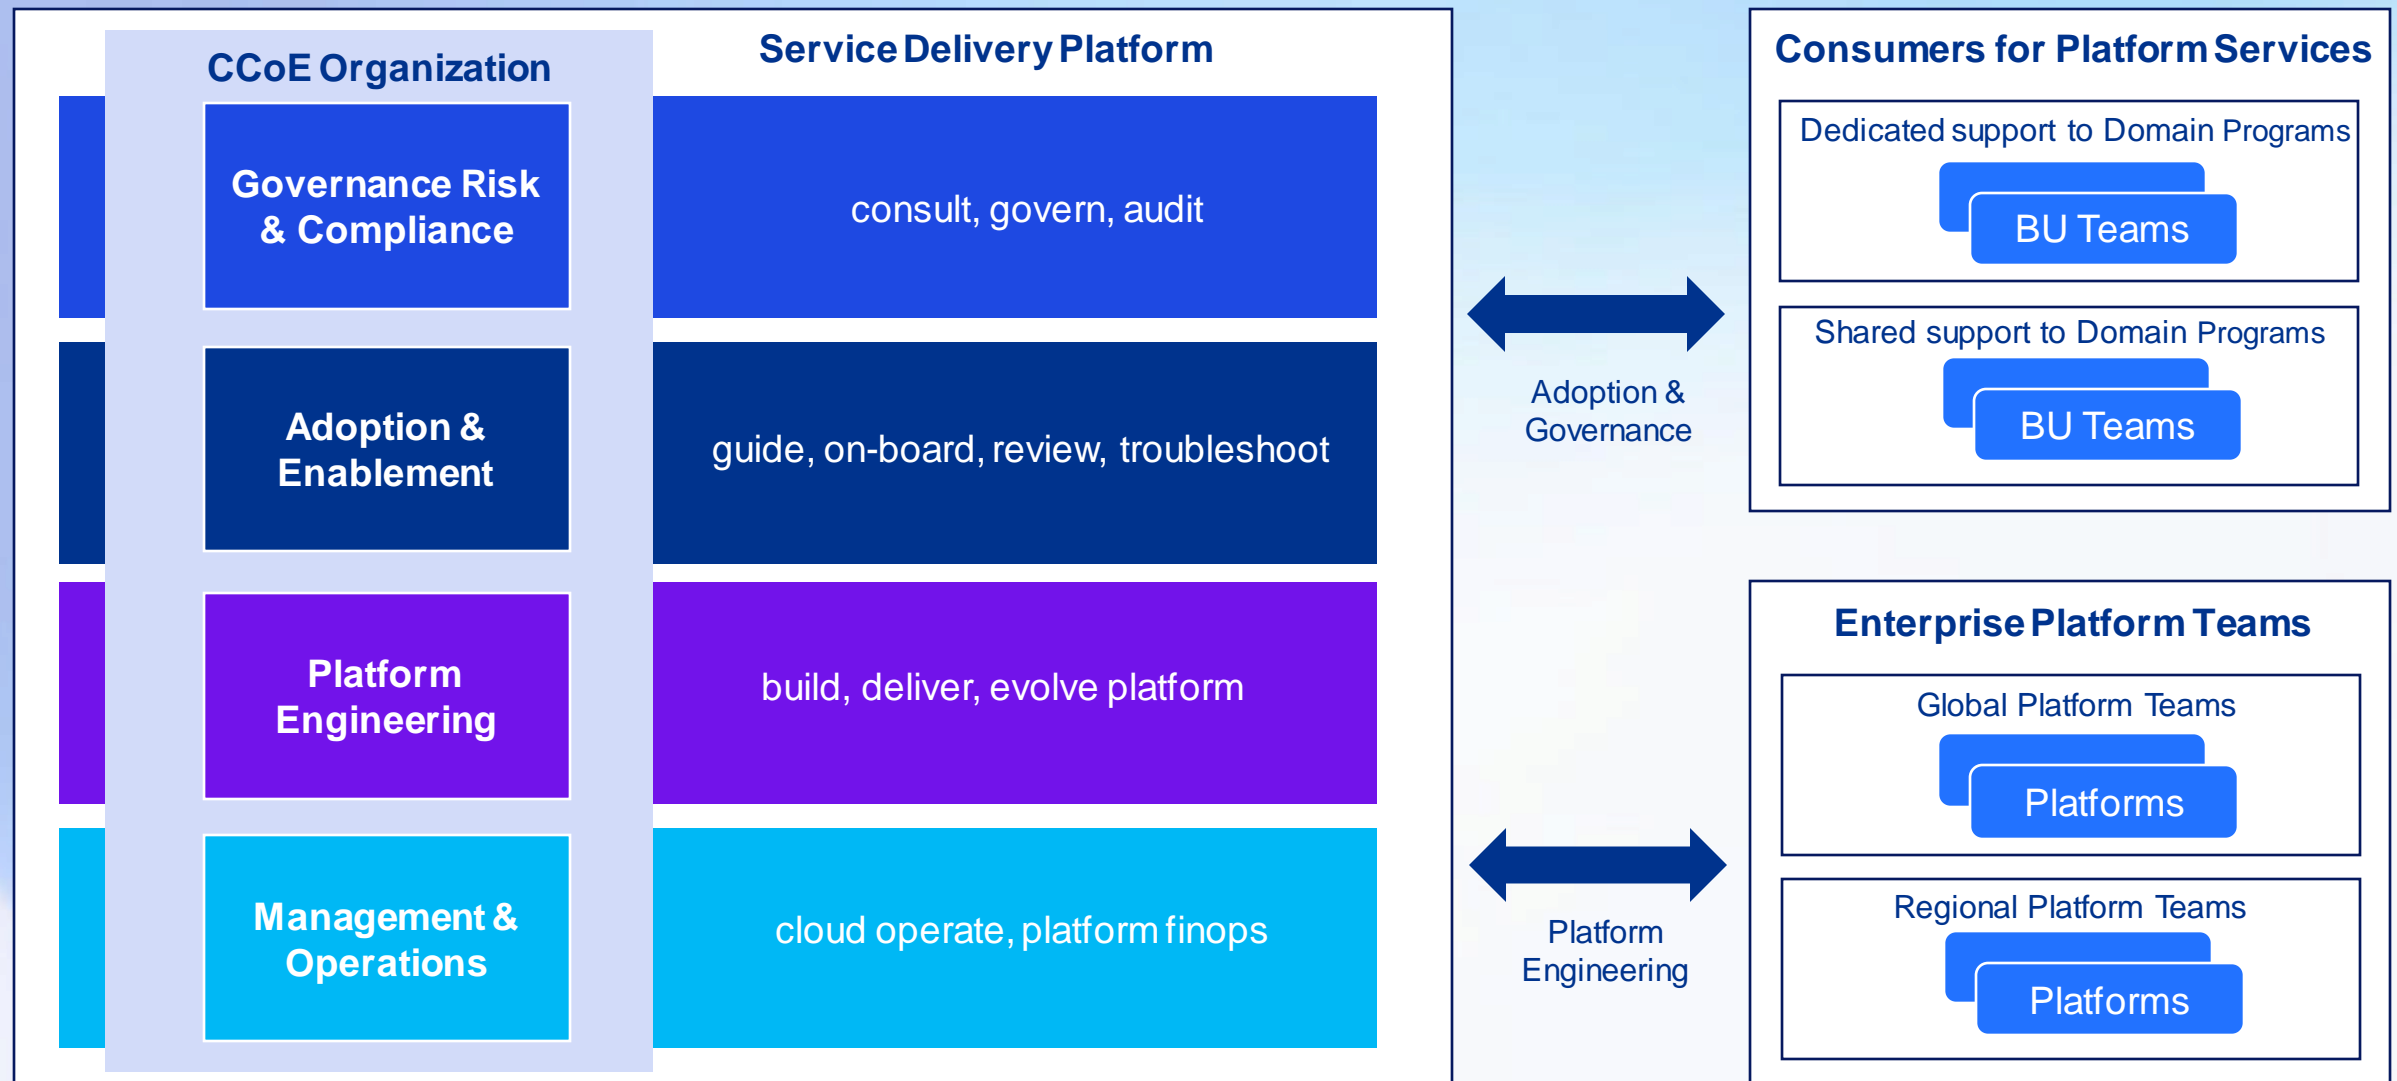 Service Delivery Platform
CCoE Organization
Governance Risk
& Compliance
consult, govern, audit
Adoption &
Enablement
guide, on-board, review, troubleshoot
Platform
Engineering
build, deliver, evolve platform
Management &
Operations
cloud operate, platform finops
Adoption &
Governance
Platform
Engineering
Consumers for Platform Services
Dedicated support to Domain Programs
BU Teams
Shared support to Domain Programs
BU Teams
Enterprise Platform Teams
Global Platform Teams
Platforms
Regional Platform Teams
Platforms